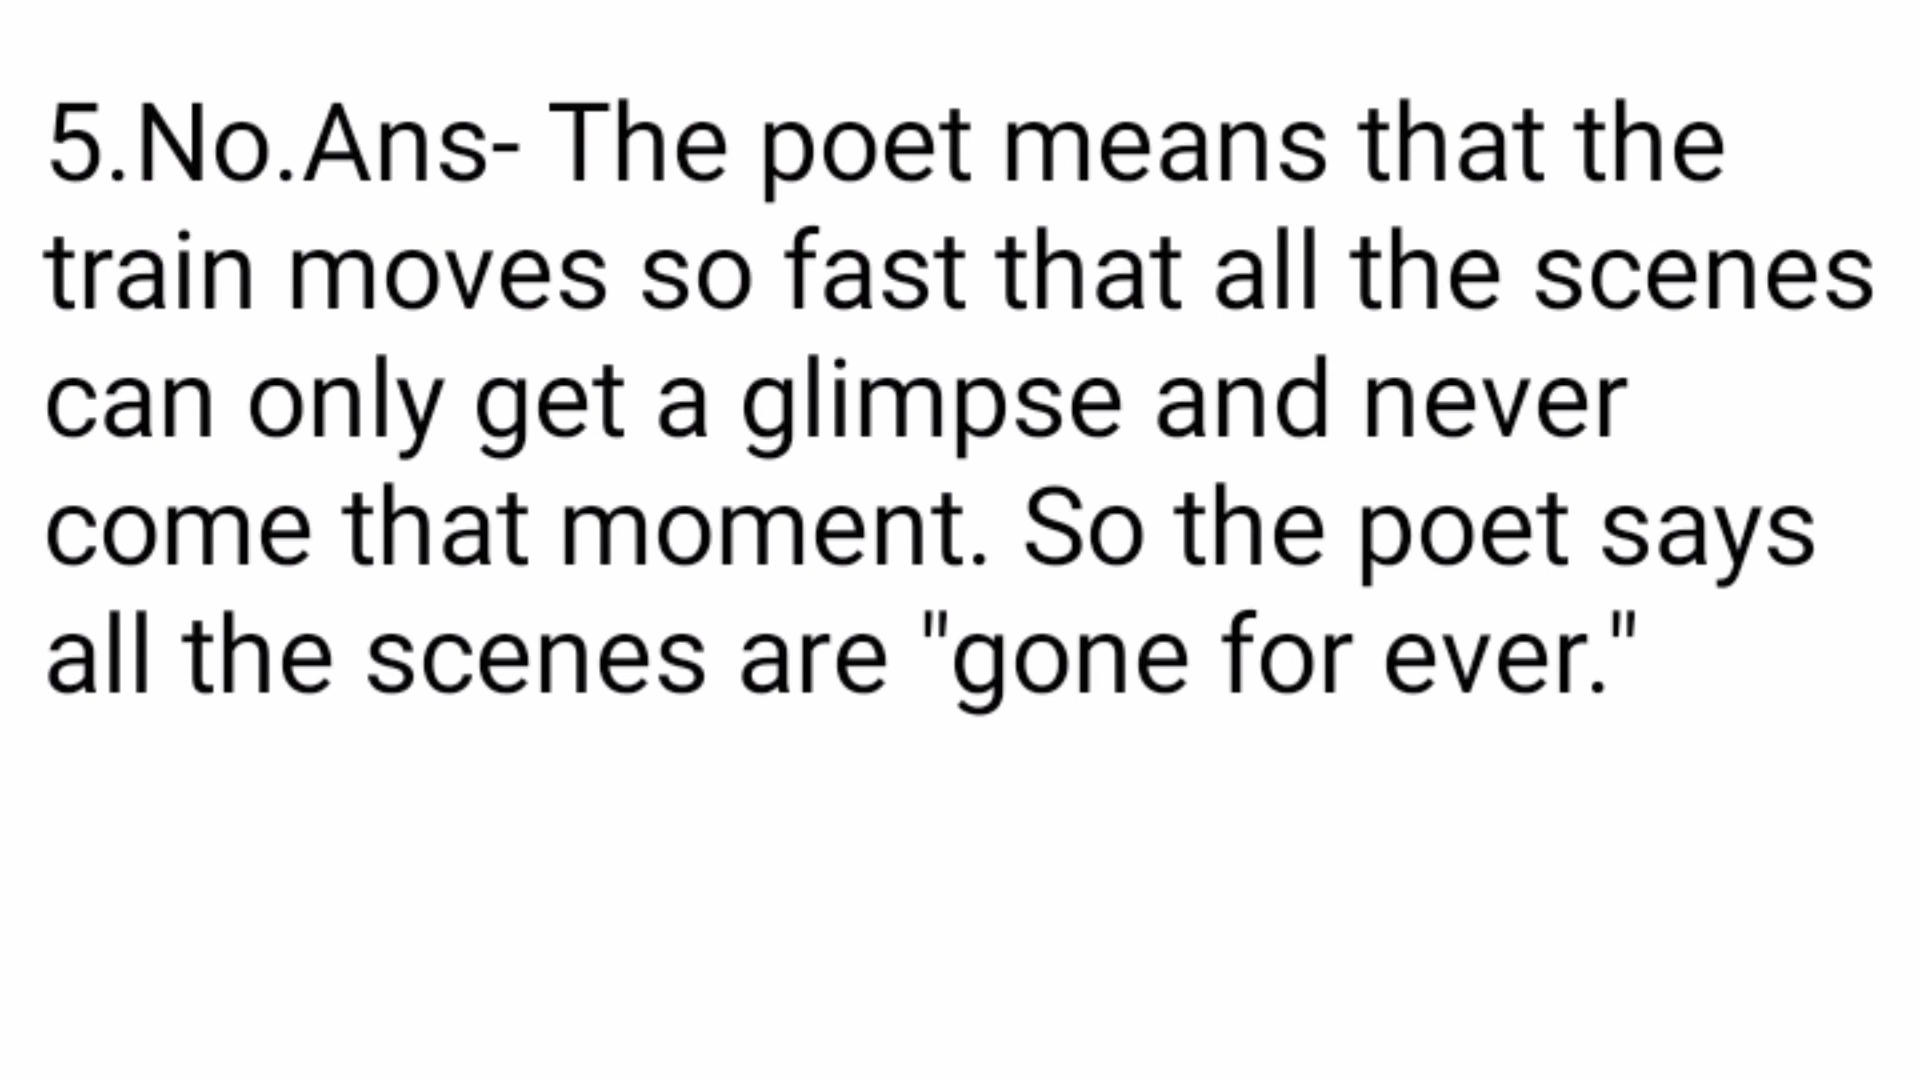 5.No.Ans- The poet means that the
train moves so fast that all the scenes
can only get a glimpse and never
come that moment. So the poet says
all the scenes are "gone for ever."